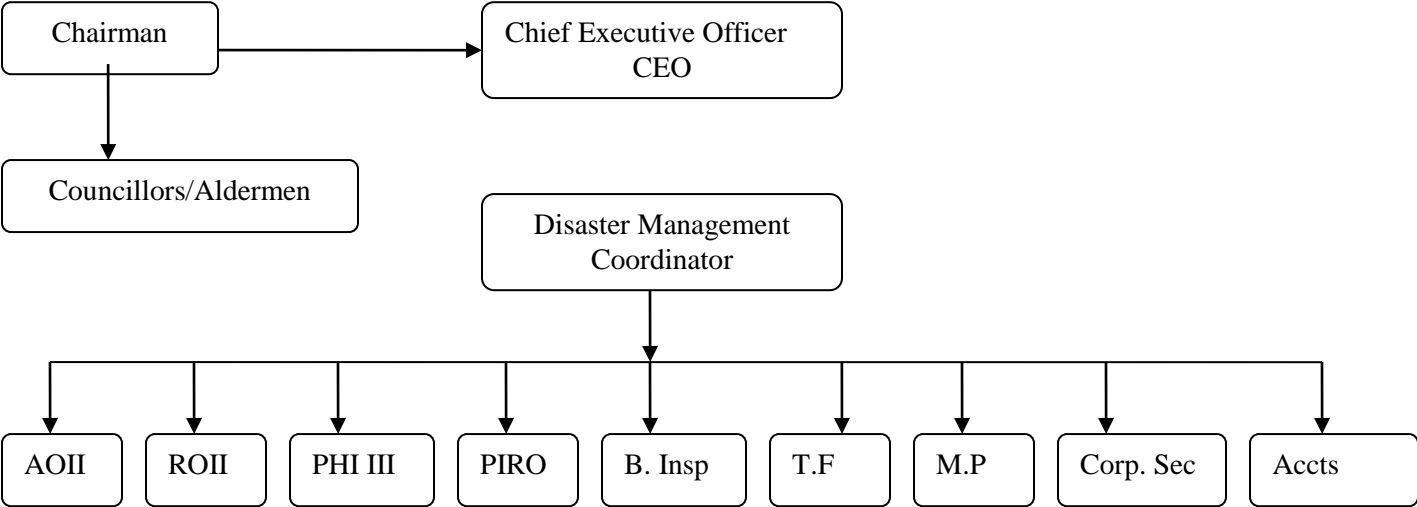 Chairman
Chief Executive Officer
CEO
Councillors/Aldermen
Disaster Management
Coordinator
AOII
ROII
PHI III
PIRO
B. Insp
T.F
M.P
Corp. Sec
Accts